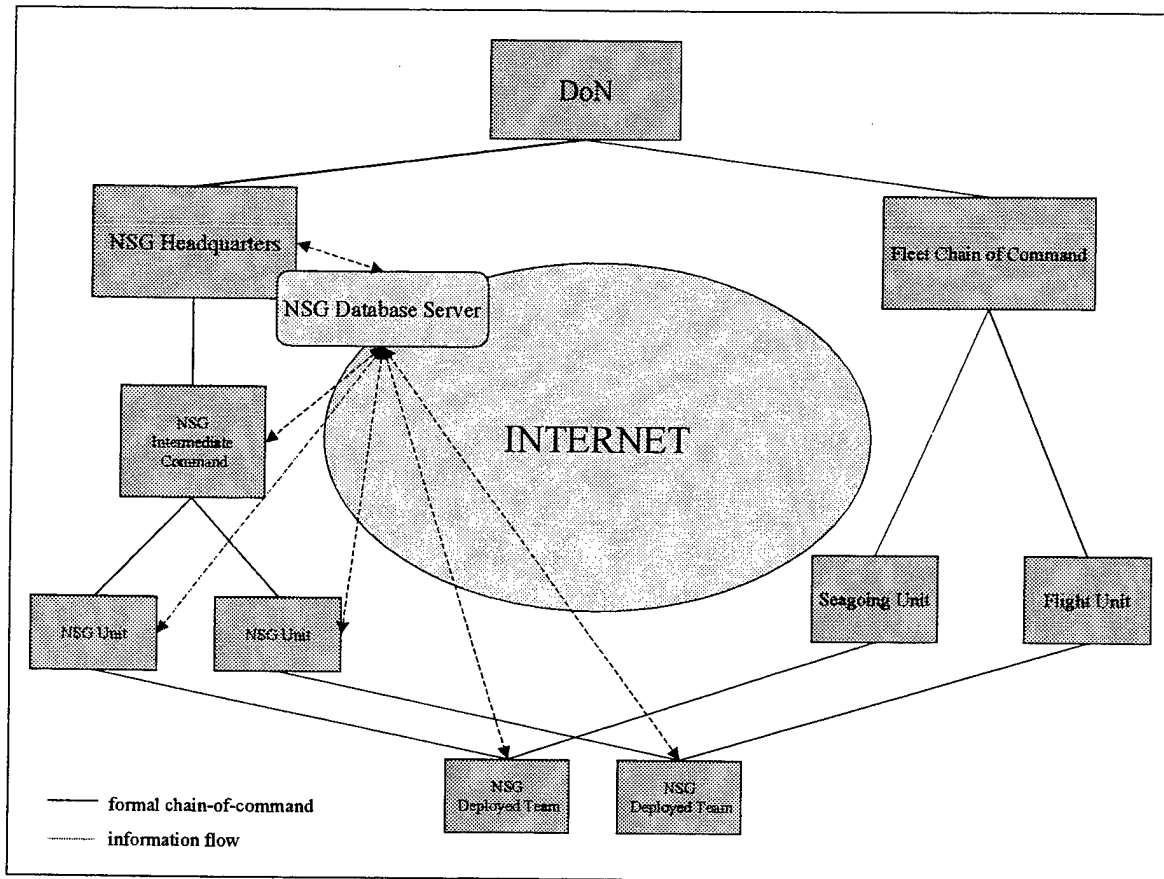 DoN
NSG Headquarters
Fleet Chain of Command
NSG Database Server
NSG
Intermediate
Command
INTERNET
NSG Unit
NSG Unit
Seagoing Unit
Flight Unit
NSG
Deployed Team
NSG
Deployed Team
formal chain-of-command
information flow